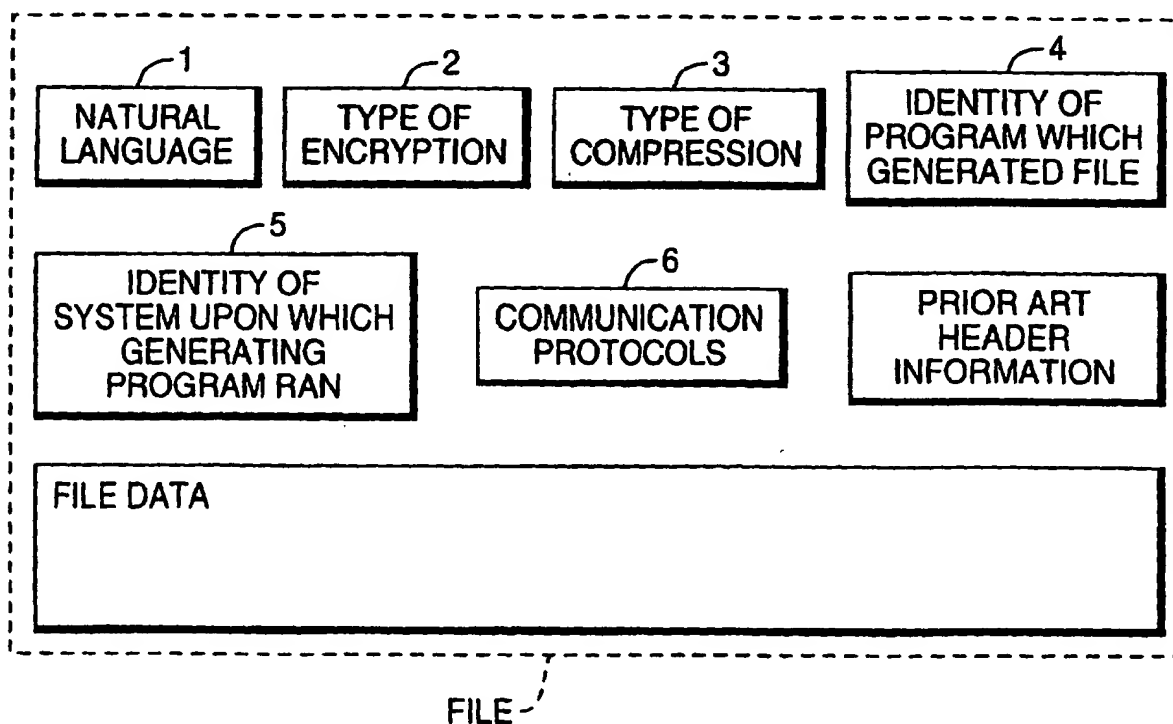 1
NATURAL
LANGUAGE
2
TYPE OF
ENCRYPTION
3
TYPE OF
COMPRESSION
4
IDENTITY OF
PROGRAM WHICH
GENERATED FILE
5
IDENTITY OF
SYSTEM UPON WHICH
GENERATING
PROGRAM RAN
6
COMMUNICATION
PROTOCOLS
PRIOR ART
HEADER
INFORMATION
FILE DATA
FILE